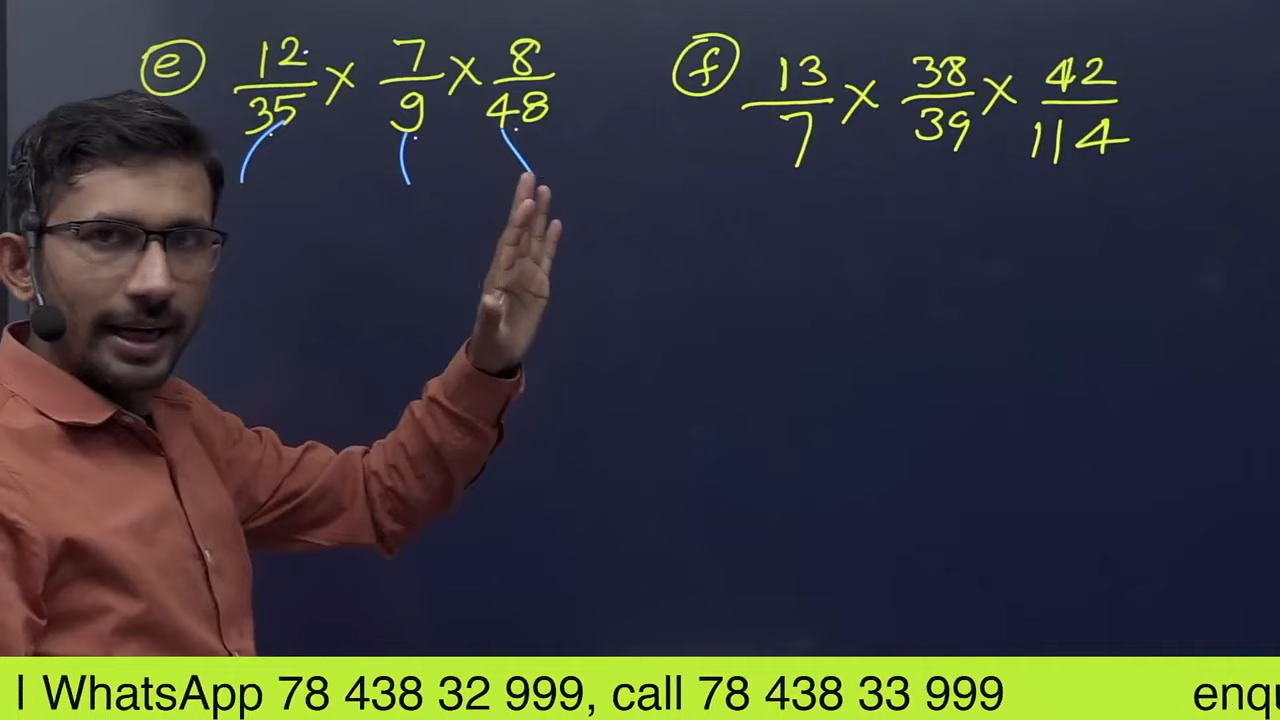 e 12/35 × 7/9 × 8/48
f 13/7 × 38/39 × 42/114
l WhatsApp 78 438 32 999, call 78 438 33 999 enqu